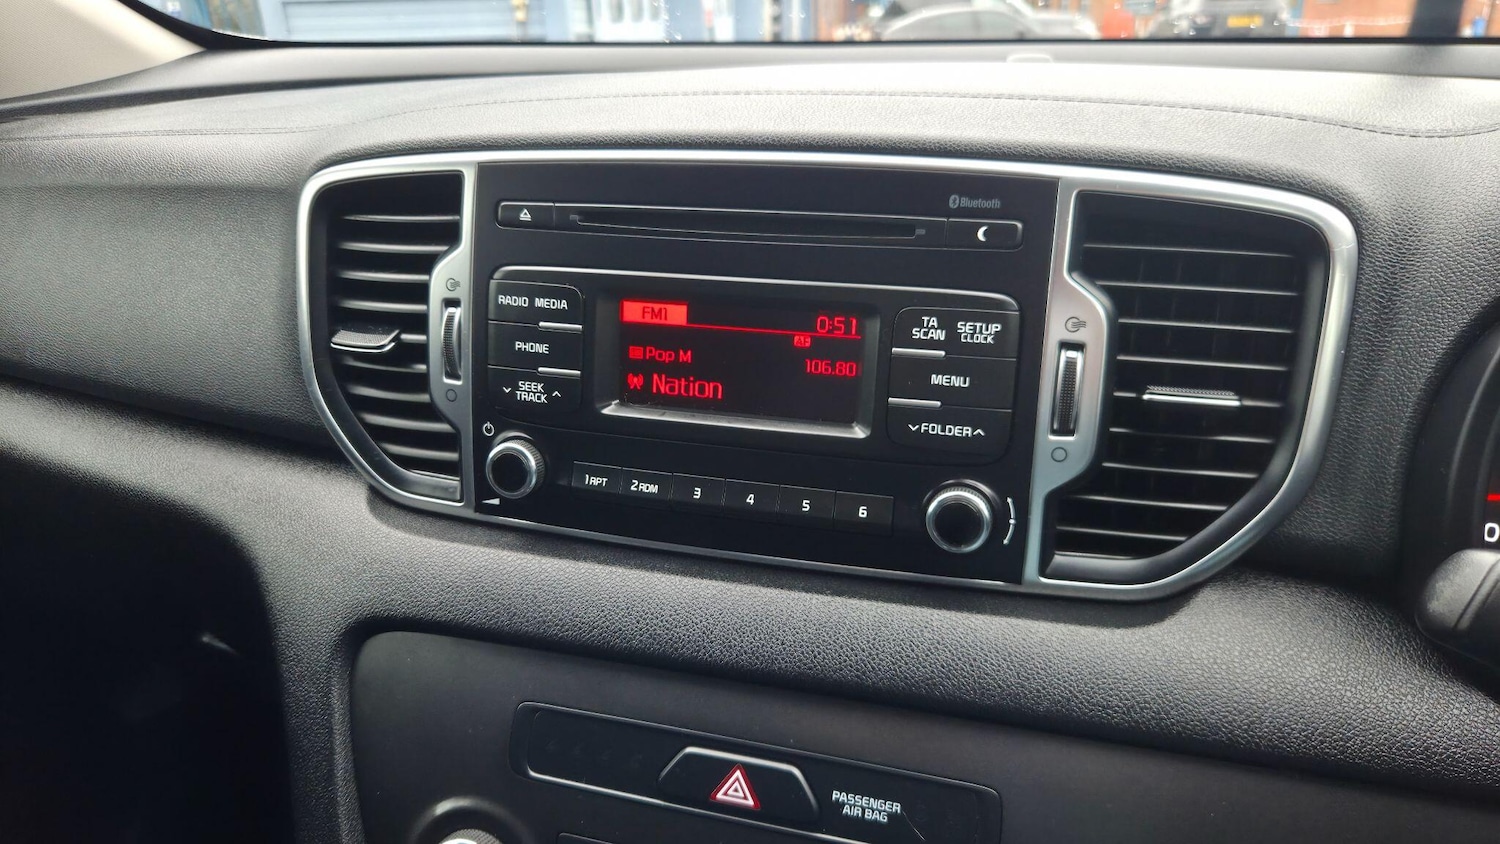 Bluetooth
RADIO MEDIA
PHONE
SEEK
TRACK
FM1
0:51
AF
Pop M
106.80
Nation
TA
SCAN
SETUP
CLOCK
MENU
FOLDER
1 RPT 2 RDM 3 4 5 6
0
PASSENGER
AIR BAG